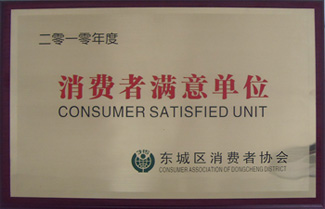 二零一零年度
消费者满意单位
CONSUMER SATISFIED UNIT
东城区消费者协会
CONSUMER ASSOCIATION OF DONGCHENG DISTRICT